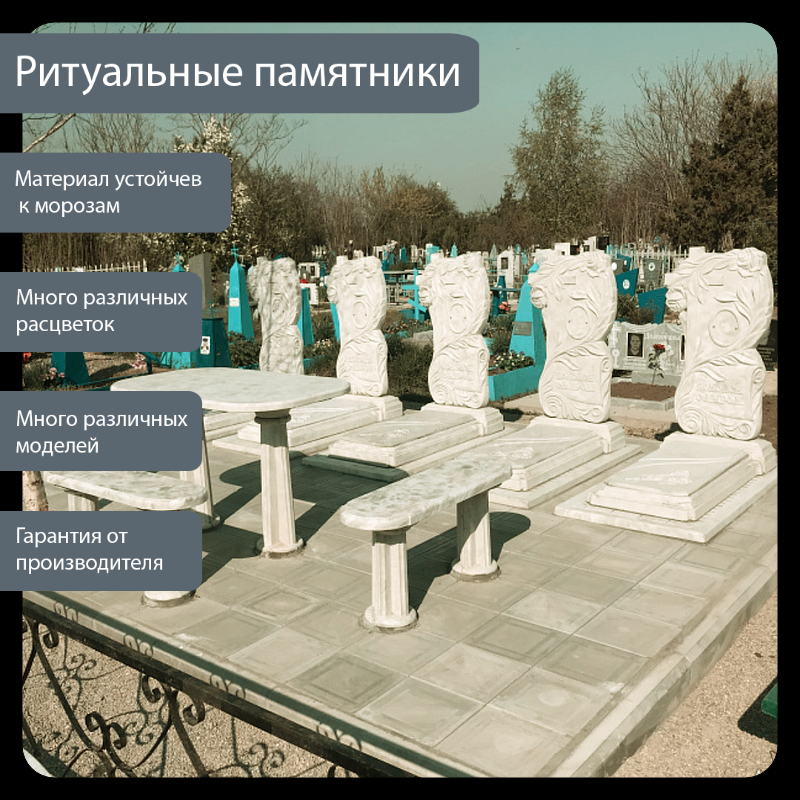 Ритуальные памятники
Материал устойчев
к морозам
Много различных
расцветок
Много различных
моделей
Гарантия от
производителя